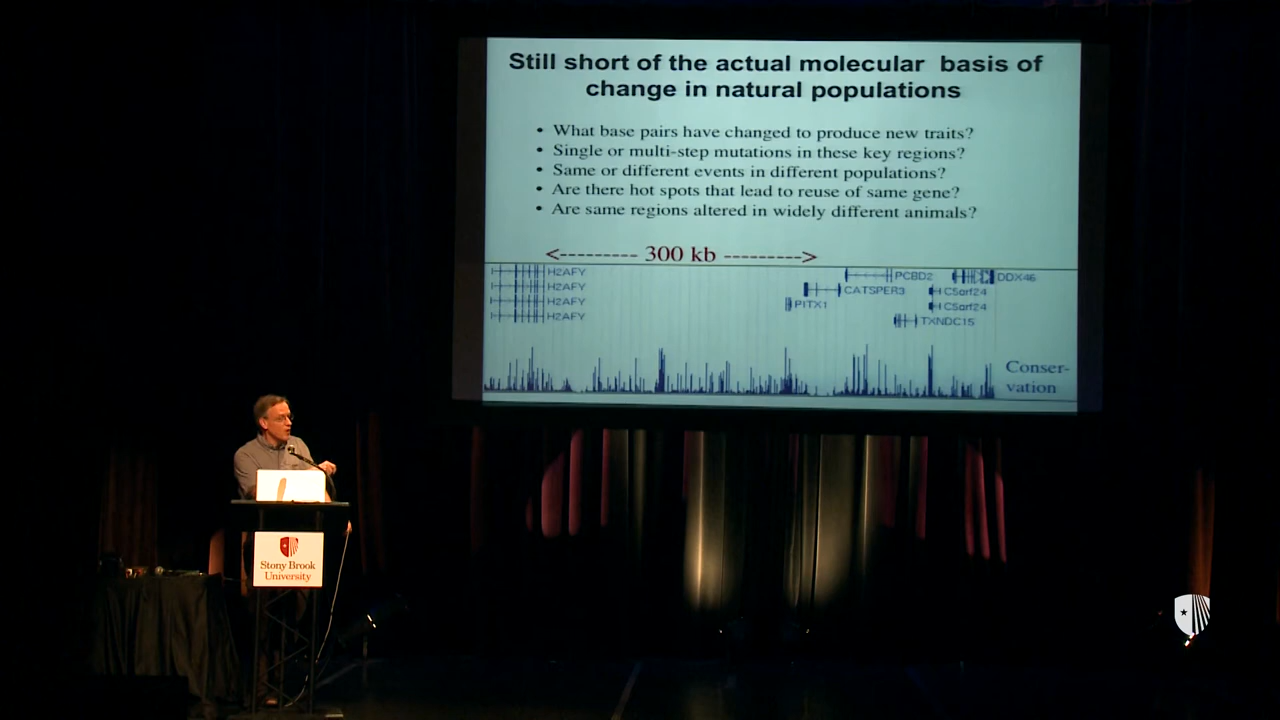 Still short of the actual molecular basis of
change in natural populations
• What base pairs have changed to produce new traits?
• Single or multi-step mutations in these key regions?
• Same or different events in different populations?
• Are there hot spots that lead to reuse of same gene?
• Are same regions altered in widely different animals?
<--------- 300 kb --------->
H2AFY
H2AFY
H2AFY
H2AFY
PCBD2
DDX46
CATSPER3
C5orf24
PITX1
C5orf24
TXNDC15
Conser-
vation
Stony Brook
University